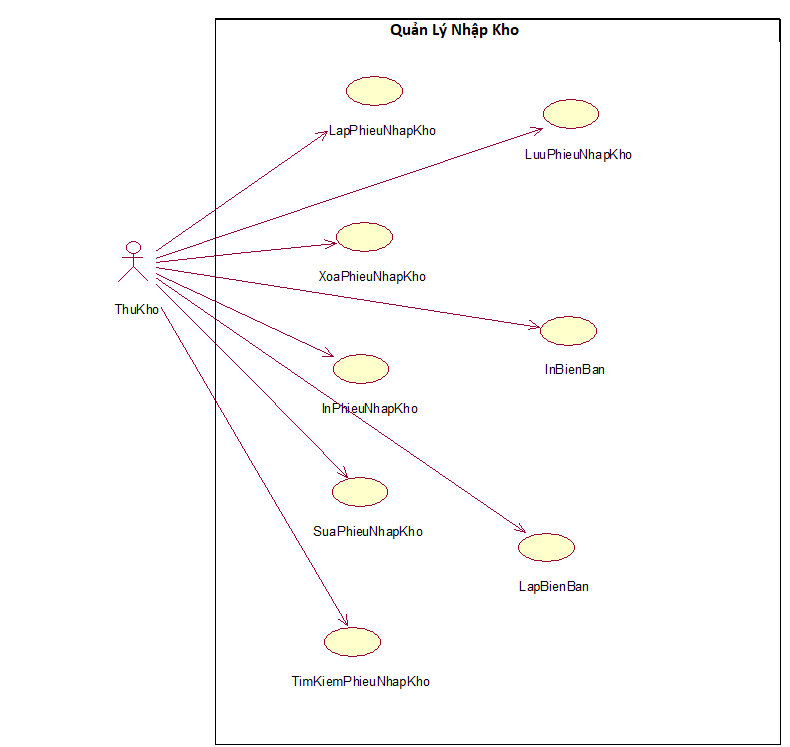 Quản Lý Nhập Kho
LapPhieuNhapKho
LuuPhieuNhapKho
XoaPhieuNhapKho
ThuKho
InBienBan
InPhieuNhapKho
SuaPhieuNhapKho
LapBienBan
TimKiemPhieuNhapKho